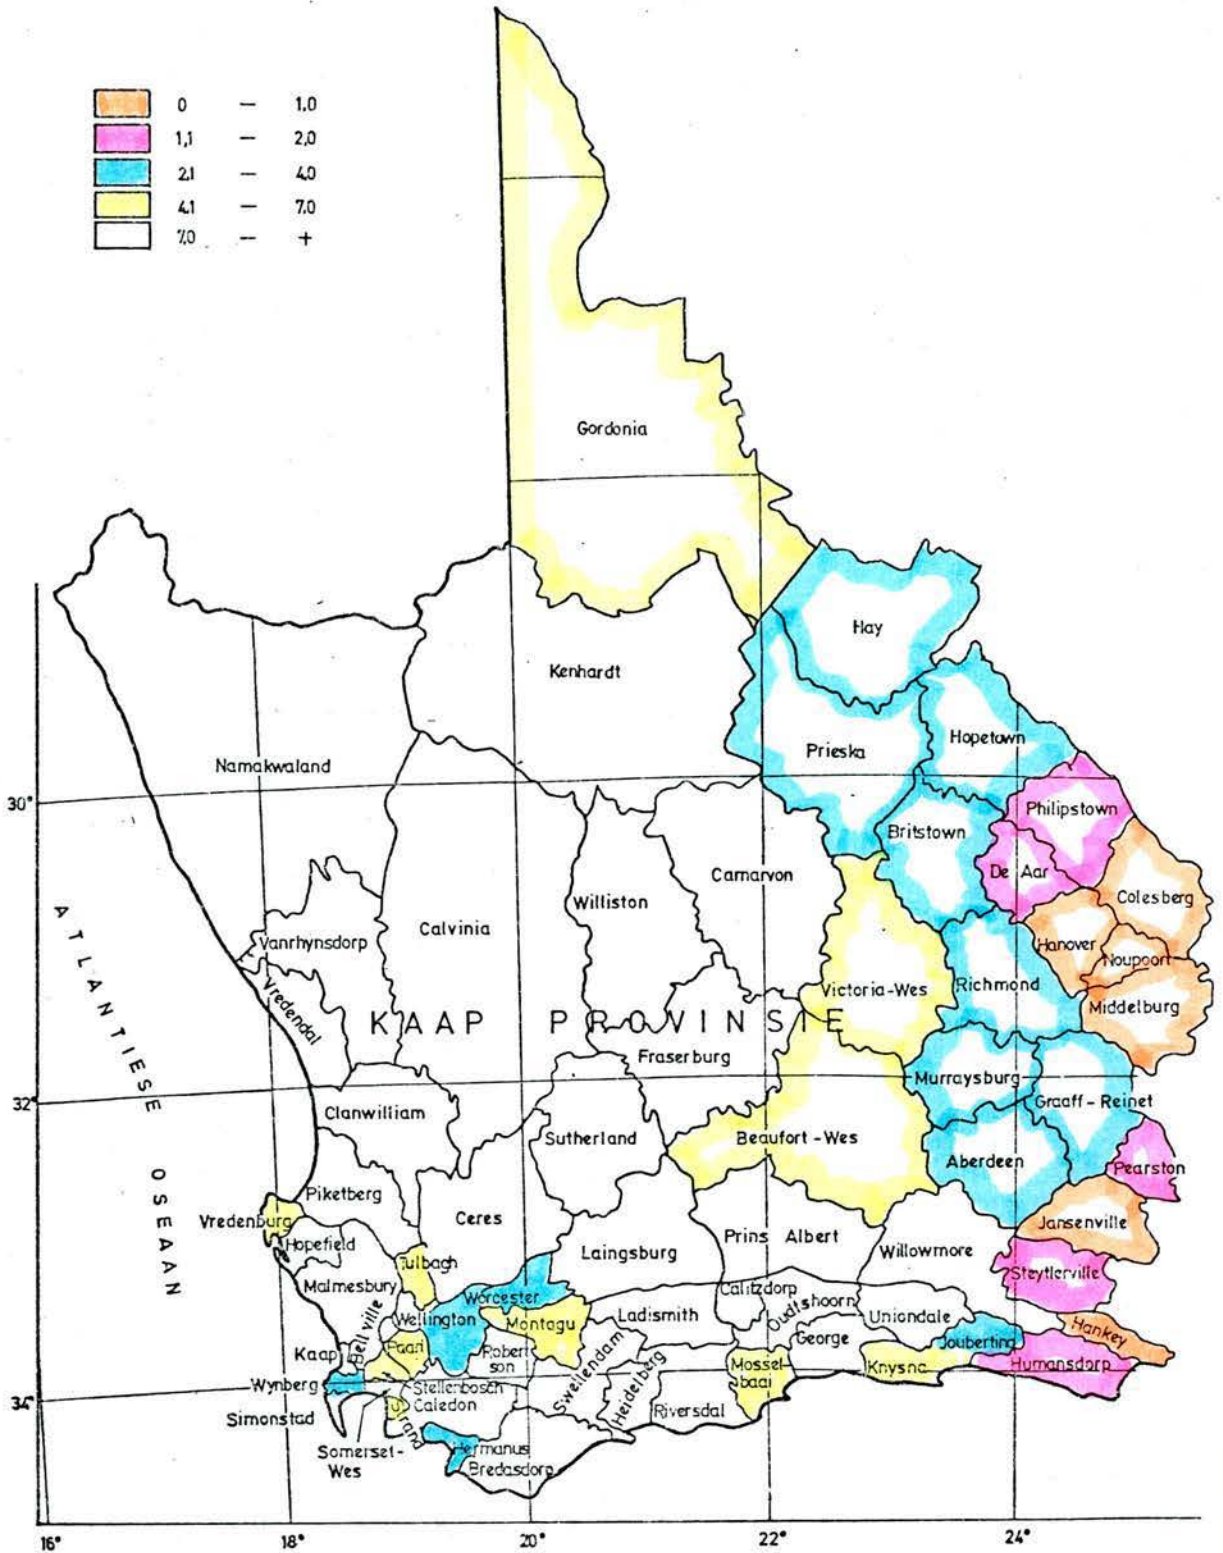 0 — 1,0
1,1 — 2,0
2,1 — 4,0
4,1 — 7,0
7,0 — +
Gordonia
Hay
Kenhardt
Hopetown
Prieska
Namakwaland
30°
Philipstown
Britstown
De Aar
Carnarvon
Colesberg
Williston
Calvinia
Vanrhynsdorp
Hanover
Noupoort
Victoria-Wes
Richmond
Middelburg
Vredendal
ATLANTIESE OSEAAN
KAAP PROVINSIE
Fraserburg
Murraysburg
32°
Graaff-Reinet
Clanwilliam
Sutherland
Beaufort-Wes
Aberdeen
Pearston
Piketberg
Vredenburg
Ceres
Jansenville
Prins Albert
Hopefield
Laingsburg
Willowmore
Tulbagh
Steytlerville
Malmesbury
Calitzdorp
Worcester
Oudtshoorn
Wellington
Ladismith
Uniondale
Montagu
Hankey
Bellville
George
Joubertina
Paarl
Kaap
Robert
son
Swellendam
Mossel
baai
Knysna
Humansdorp
Heidelberg
Wynberg
Stellenbosch
34°
Caledon
Riversdal
Simonstad
Strand
Somerset-
Wes
Hermanus
Bredasdorp
16°
18°
20°
22°
24°